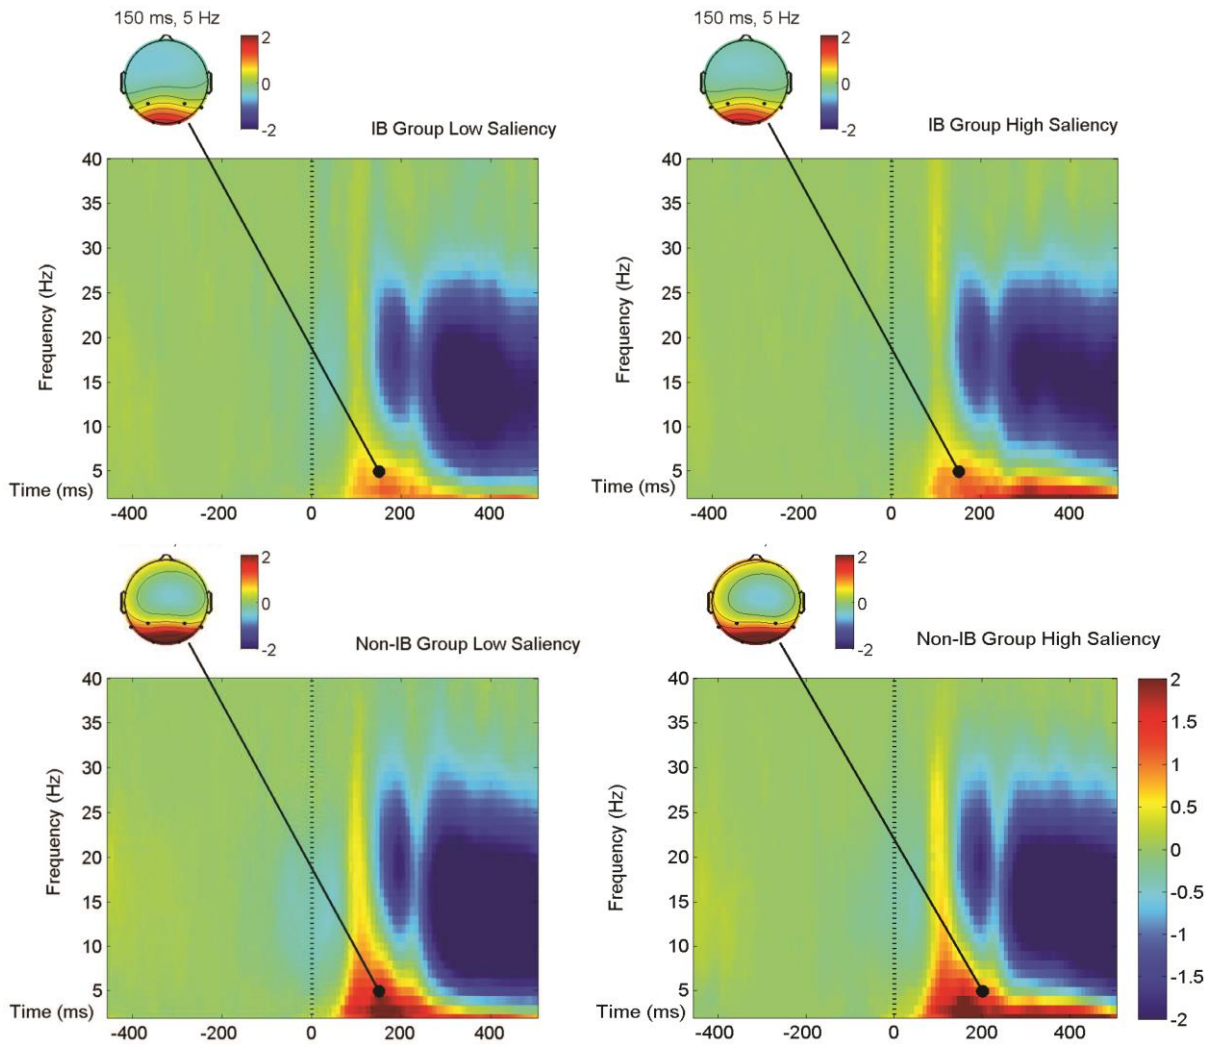 150 ms, 5 Hz
2
0
-2
IB Group Low Saliency
40
35
30
25
20
15
10
5
Frequency (Hz)
Time (ms)
-400 -200 0 200 400
150 ms, 5 Hz
2
0
-2
IB Group High Saliency
40
35
30
25
20
15
10
5
Frequency (Hz)
Time (ms)
-400 -200 0 200 400
2
0
-2
Non-IB Group Low Saliency
40
35
30
25
20
15
10
5
Frequency (Hz)
Time (ms)
-400 -200 0 200 400
2
0
-2
Non-IB Group High Saliency
40
35
30
25
20
15
10
5
Frequency (Hz)
Time (ms)
-400 -200 0 200 400
2
1.5
1
0.5
0
-0.5
-1
-1.5
-2